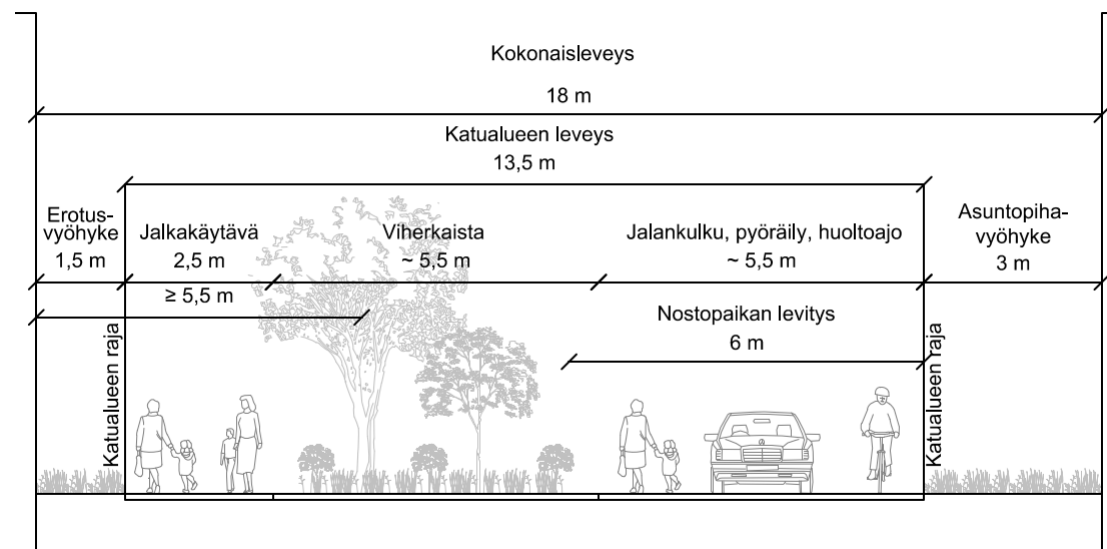 Kokonaisleveys
18 m
Katualueen leveys
13,5 m
Erotus-
vyöhyke
1,5 m
Jalkakäytävä
2,5 m
Viherkaista
~ 5,5 m
Jalankulku, pyöräily, huoltoajo
~ 5,5 m
Asuntopiha-
vyöhyke
3 m
≥ 5,5 m
Nostopaikan levitys
6 m
Katualueen raja
Katualueen raja